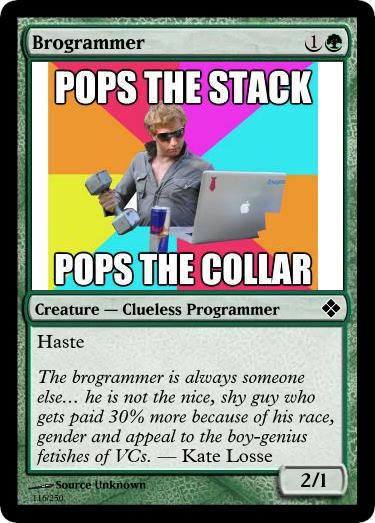 Brogrammer 1
POPS THE STACK
POPS THE COLLAR
Creature — Clueless Programmer
Haste
The brogrammer is always someone
else… he is not the nice, shy guy who
gets paid 30% more because of his race,
gender and appeal to the boy-genius
fetishes of VCs. — Kate Losse
2/1
Source Unknown
116/250